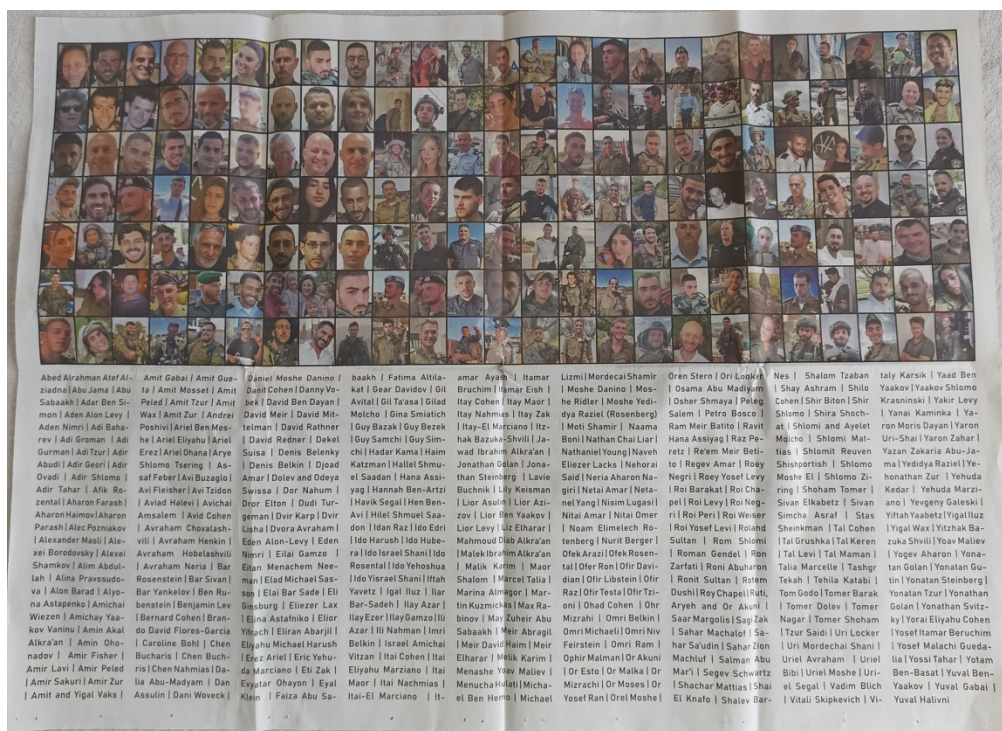 Abed Alrahman Atef Al-
ziadna | Abu Jama | Abu
Sabaakh | Adar Ben Si-
mon | Aden Alon Levy |
Aden Nimri | Adi Baha-
rev | Adi Groman | Adi
Gurman | Adi Tzur | Adir
Abudi | Adir Geori | Adir
Ovadi | Adir Shlomo |
Adir Tahar | Afik Ro-
zental | Aharon Farash |
Aharon Haimov | Aharon
Parash | Alec Pozniakov
| Alexander Masli | Ale-
xei Borodovsky | Alexei
Shamkov | Alim Abdul-
lah | Alina Pravosudo-
va | Alon Barad | Alyo-
na Astapenko | Amichai
Wiezen | Amichay Yaa-
kov Vaninu | Amin Akal
Alkra'an | Amin Oho-
nadov | Amir Fisher |
Amir Lavi | Amir Peled
| Amir Sakuri | Amir Zur
| Amit and Yigal Vaks |
Amit Gabai | Amit Gue-
ta | Amit Mosset | Amit
Peled | Amit Tzur | Amit
Wax | Amit Zur | Andrei
Poshivi | Ariel Ben Mos-
he | Ariel Eliyahu | Ariel
Erez | Ariel Ohana | Arye
Shlomo Tsering | As-
saf Feber | Avi Buzaglo |
Avi Fleisher | Avi Tzidon
| Aviad Halevi | Avichai
Amsalem | Avid Cohen
| Avraham Chovalash-
vili | Avraham Henkin |
Avraham Hobelashvili
| Avraham Neria | Bar
Rosenstein | Bar Sivan |
Bar Yankelov | Ben Ru-
benstein | Benjamin Lev
| Bernard Cohen | Bran-
do David Flores-Garcia
| Caroline Bohl | Chen
Bucharis | Chen Buch-
ris | Chen Nahmias | Da-
lia Abu-Madyam | Dan
Assulin | Dani Woveck |
Daniel Moshe Danino |
Danit Cohen | Danny Vo-
vk | David Ben Dayan |
David Meir | David Mit-
telman | David Rathner
| David Redner | Dekel
Suisa | Denis Belenky
| Denis Belkin | Djoad
Amar | Dolev and Odeya
Swissa | Dor Nahum |
Dror Elton | Dudi Tur-
geman | Dvir Karp | Dvir
Lisha | Dvora Avraham |
Eden Alon-Levy | Eden
Nimri | Eilai Gamzo |
Eitan Menachem Nee-
man | Elad Michael Sas-
son | Elai Bar Sade | Eli
Ginsburg | Eliezer Lax
| Elina Astafniko | Elior
Yifrach | Eliran Abarjil |
Eliyahu Michael Harush
| Erez Ariel | Eric Yehu-
da Marciano | Eti Zak |
Evyatar Ohayon | Eyal
Klein | Faiza Abu Sa-
baakh | Fatima Altila-
kat | Gear Davidov | Gil
Avital | Gil Ta'asa | Gilad
Molcho | Gina Smiatich
| Guy Bazak | Guy Bezek
| Guy Samchi | Guy Sim-
chi | Hadar Kama | Haim
Katzman | Hallel Shmu-
el Saadan | Hana Assi-
yag | Hannah Ben-Artzi
| Havik Segal | Hen Ben-
Avi | Hilel Shmuel Saa-
don | Idan Raz | Ido Edri
| Ido Harush | Ido Hube-
ra | Ido Israel Shani | Ido
Rosental | Ido Yehoshua
| Ido Yisrael Shani | Iftah
Yavetz | Igal Iluz | Ilar
Bar-Sadeh | Ilay Azar |
Ilay Ezer | Ilay Gamzo | Ili
Azar | Ili Nahman | Imri
Belkin | Israel Amichai
Vitzan | Itai Cohen | Itai
Eliyahu Marziano | Itai
Maor | Itai Nachmias |
Itai-El Marciano | It-
amar Ayash | Itamar
Bruchim | Itamar Eish |
Itay Cohen | Itay Maor |
Itay Nahmias | Itay Zak
| Itay-El Marciano | Itz-
hak Bazuka-Shvili | Ja-
wad Ibrahim Alkra'an |
Jonathan Golan | Jona-
than Steinberg | Lavie
Buchnik | Lily Keisman
| Lior Asulin | Lior Azi-
zov | Lior Ben Yaakov |
Lior Levy | Liz Elharar |
Mahmoud Diab Alkra'an
| Malek Ibrahim Alkra'an
| Malik Karim | Maor
Shalom | Marcel Talia |
Marina Almagor | Mar-
tin Kuzmickas | Max Ra-
binov | May Zuheir Abu
Sabaakh | Meir Abragil
| Meir David Haim | Meir
Elharar | Melik Karim |
Menashe Yoav Maliev |
Menucha Hulati | Micha-
el Ben Hemo | Michael
Lizmi | Mordecai Shamir
| Moshe Danino | Mos-
he Ridler | Moshe Yedi-
dya Raziel (Rosenberg)
| Moti Shamir | Naama
Boni | Nathan Chai Liar |
Nathaniel Young | Naveh
Eliezer Lacks | Nehorai
Said | Neria Aharon Na-
giri | Netai Amar | Neta-
nel Yang | Nisim Lugasi |
Nitai Amar | Nitai Omer
| Noam Elimelech Ro-
tenberg | Nurit Berger |
Ofek Arazi | Ofek Rosen-
tal | Ofer Ron | Ofir Davi-
dian | Ofir Libstein | Ofir
Raz | Ofir Testa | Ofir Tzi-
oni | Ohad Cohen | Ohr
Mizrahi | Omri Belkin |
Omri Michaeli | Omri Niv
Feirstein | Omri Ram |
Ophir Malman | Or Akuni
| Or Esto | Or Malka | Or
Mizrachi | Or Moses | Or
Yosef Ran | Orel Moshe |
Oren Stern | Ori Locker
| Osama Abu Madiyam
| Osher Shmaya | Peleg
Salem | Petro Bosco |
Ram Meir Batito | Ravit
Hana Assiyag | Raz Pe-
retz | Re'em Meir Beti-
to | Regev Amar | Roey
Negri | Roey Yosef Levy
| Roi Barakat | Roi Cha-
pel | Roi Levy | Roi Neg-
ri | Roi Peri | Roi Weiser
| Roi Yosef Levi | Roland
Sultan | Rom Shlomi
| Roman Gendel | Ron
Zarfati | Roni Abuharon
| Ronit Sultan | Rotem
Dushi | Roy Chapel | Ruti,
Aryeh and Or Akuni |
Saar Margolis | Sagi Zak
| Sahar Machalof | Sa-
har Sa'udin | Sahar Zion
Machluf | Salman Abu
Mar'i | Segev Schwartz
| Shachar Mattias | Shai
El Knafo | Shalev Bar-
Nes | Shalom Tzaban
| Shay Ashram | Shilo
Cohen | Shir Biton | Shir
Shlomo | Shira Shoch-
at | Shlomi and Ayelet
Molcho | Shlomi Mat-
tias | Shlomit Reuven
Shishportish | Shlomo
Moshe El | Shlomo Zi-
ring | Shoham Tomer |
Sivan Elkabetz | Sivan
Simcha Asraf | Stas
Sheinkman | Tal Cohen
| Tal Grushka | Tal Keren
| Tal Levi | Tal Maman |
Talia Marcelle | Tashgr
Tekah | Tehila Katabi |
Tom Godo | Tomer Barak
| Tomer Dolev | Tomer
Nagar | Tomer Shoham
| Tzur Saidi | Uri Locker
| Uri Mordechai Shani |
Uriel Avraham | Uriel
Bibi | Uriel Moshe | Uri-
el Segal | Vadim Blich
| Vitali Skipkevich | Vi-
taly Karsik | Yaad Ben
Yaakov | Yaakov Shlomo
Krasninski | Yakir Levy
| Yanai Kaminka | Ya-
ron Moris Dayan | Yaron
Uri-Shai | Yaron Zahar |
Yazan Zakaria Abu-Ja-
ma | Yedidya Raziel | Ye-
honathan Zur | Yehuda
Kedar | Yehuda Marzi-
ano | Yevgeny Galeski |
Yiftah Yaabetz | Yigal Iluz
| Yigal Wax | Yitzhak Ba-
zuka Shvili | Yoav Maliev
| Yogev Aharon | Yona-
tan Golan | Yonatan Gu-
tin | Yonatan Steinberg |
Yonatan Tzur | Yonathan
Golan | Yonathan Svitz-
ky | Yorai Eliyahu Cohen
| Yosef Itamar Beruchim
| Yosef Malachi Gueda-
lia | Yossi Tahar | Yotam
Ben-Basat | Yuval Ben-
Yaakov | Yuval Gabai |
Yuval Halivni